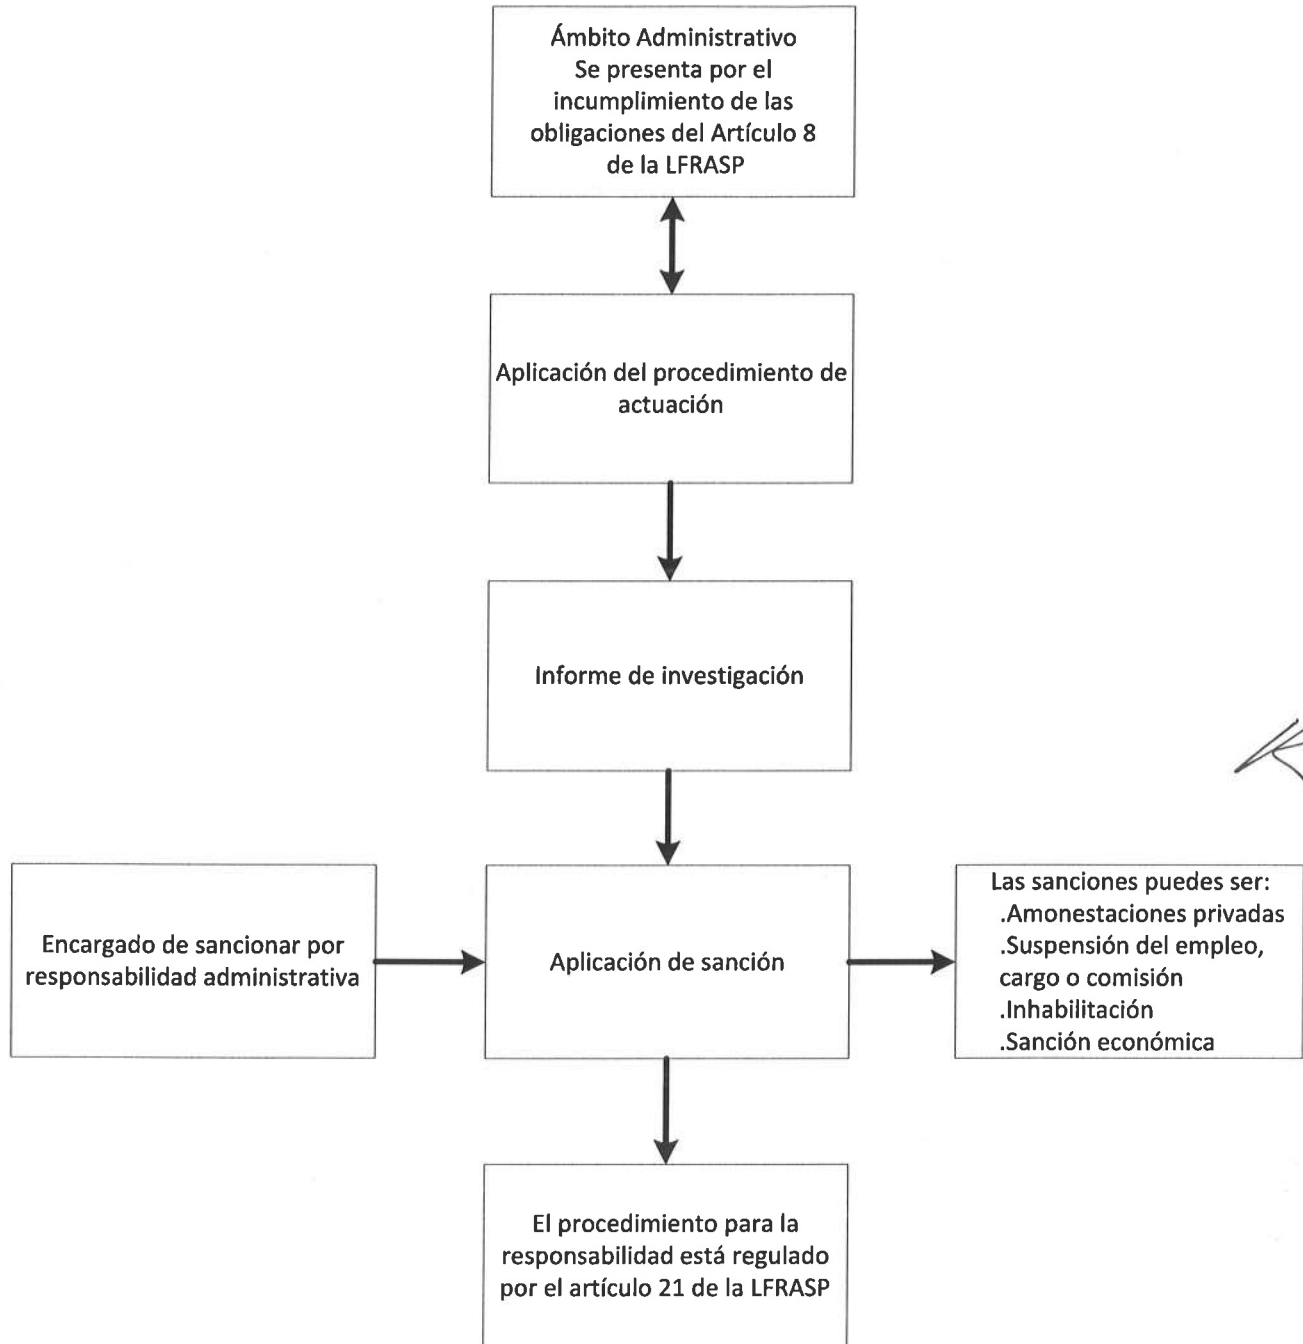 Ámbito Administrativo
Se presenta por el
incumplimiento de las
obligaciones del Artículo 8
de la LFRASP
Aplicación del procedimiento de
actuación
Informe de investigación
Encargado de sancionar por
responsabilidad administrativa
Aplicación de sanción
Las sanciones puedes ser:
.Amonestaciones privadas
.Suspensión del empleo,
cargo o comisión
.Inhabilitación
.Sanción económica
El procedimiento para la
responsabilidad está regulado
por el artículo 21 de la LFRASP